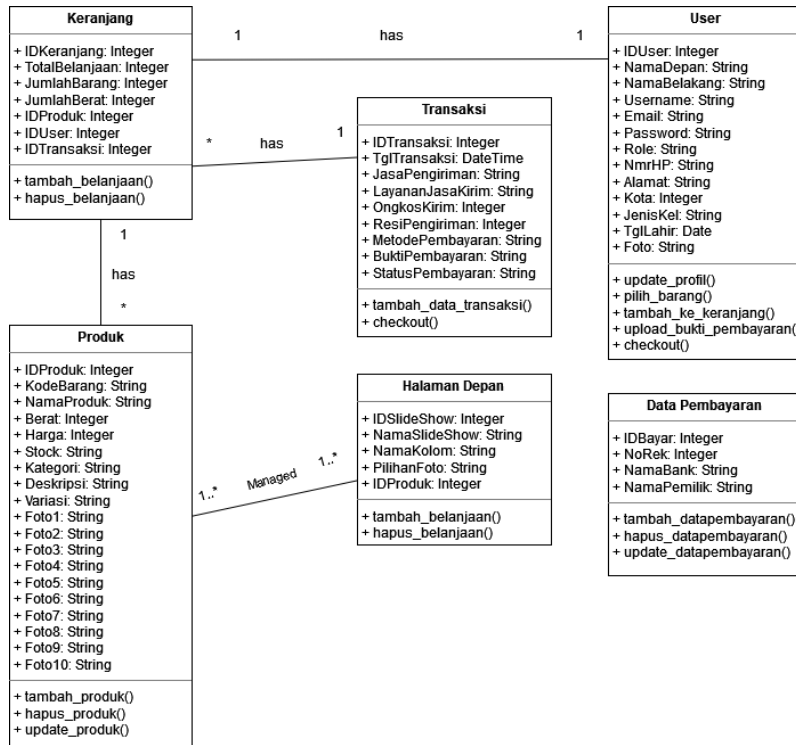 Keranjang
+ IDKeranjang: Integer
+ TotalBelanjaan: Integer
+ JumlahBarang: Integer
+ JumlahBerat: Integer
+ IDProduk: Integer
+ IDUser: Integer
+ IDTransaksi: Integer
+ tambah_belanjaan()
+ hapus_belanjaan()
1 has 1
User
+ IDUser: Integer
+ NamaDepan: String
+ NamaBelakang: String
+ Username: String
+ Email: String
+ Password: String
+ Role: String
+ NmrHP: String
+ Alamat: String
+ Kota: Integer
+ JenisKel: String
+ TglLahir: Date
+ Foto: String
+ update_profil()
+ pilih_barang()
+ tambah_ke_keranjang()
+ upload_bukti_pembayaran()
+ checkout()
* has 1
Transaksi
+ IDTransaksi: Integer
+ TglTransaksi: DateTime
+ JasaPengiriman: String
+ LayananJasaKirim: String
+ OngkosKirim: Integer
+ ResiPengiriman: Integer
+ MetodePembayaran: String
+ BuktiPembayaran: String
+ StatusPembayaran: String
+ tambah_data_transaksi()
+ checkout()
1
has
*
Produk
+ IDProduk: Integer
+ KodeBarang: String
+ NamaProduk: String
+ Berat: Integer
+ Harga: Integer
+ Stock: String
+ Kategori: String
+ Deskripsi: String
+ Variasi: String
+ Foto1: String
+ Foto2: String
+ Foto3: String
+ Foto4: String
+ Foto5: String
+ Foto6: String
+ Foto7: String
+ Foto8: String
+ Foto9: String
+ Foto10: String
+ tambah_produk()
+ hapus_produk()
+ update_produk()
1..* Managed 1..*
Halaman Depan
+ IDSlideShow: Integer
+ NamaSlideShow: String
+ NamaKolom: String
+ PilihanFoto: String
+ IDProduk: Integer
+ tambah_belanjaan()
+ hapus_belanjaan()
Data Pembayaran
+ IDBayar: Integer
+ NoRek: Integer
+ NamaBank: String
+ NamaPemilik: String
+ tambah_datapembayaran()
+ hapus_datapembayaran()
+ update_datapembayaran()